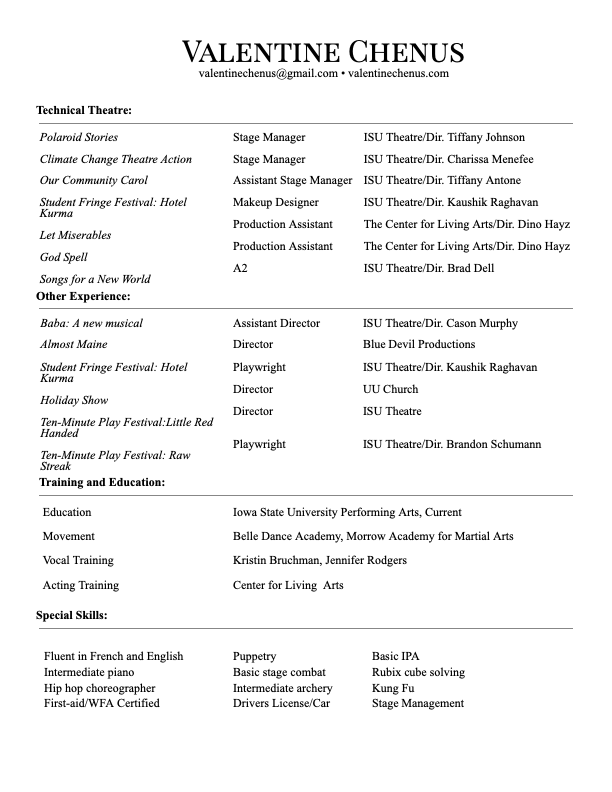 VALENTINE CHENUS
valentinechenus@gmail.com • valentinechenus.com
Technical Theatre:
Polaroid Stories Stage Manager ISU Theatre/Dir. Tiffany Johnson
Climate Change Theatre Action Stage Manager ISU Theatre/Dir. Charissa Menefee
Our Community Carol Assistant Stage Manager ISU Theatre/Dir. Tiffany Antone
Student Fringe Festival: Hotel Makeup Designer ISU Theatre/Dir. Kaushik Raghavan
Kurma
Production Assistant The Center for Living Arts/Dir. Dino Hayz
Let Miserables
Production Assistant The Center for Living Arts/Dir. Dino Hayz
God Spell
A2 ISU Theatre/Dir. Brad Dell
Songs for a New World
Other Experience:
Baba: A new musical Assistant Director ISU Theatre/Dir. Cason Murphy
Almost Maine Director Blue Devil Productions
Student Fringe Festival: Hotel Playwright ISU Theatre/Dir. Kaushik Raghavan
Kurma
Director UU Church
Holiday Show
Director ISU Theatre
Ten-Minute Play Festival:Little Red
Handed
Playwright ISU Theatre/Dir. Brandon Schumann
Ten-Minute Play Festival: Raw
Streak
Training and Education:
Education Iowa State University Performing Arts, Current
Movement Belle Dance Academy, Morrow Academy for Martial Arts
Vocal Training Kristin Bruchman, Jennifer Rodgers
Acting Training Center for Living Arts
Special Skills:
Fluent in French and English Puppetry Basic IPA
Intermediate piano Basic stage combat Rubix cube solving
Hip hop choreographer Intermediate archery Kung Fu
First-aid/WFA Certified Drivers License/Car Stage Management